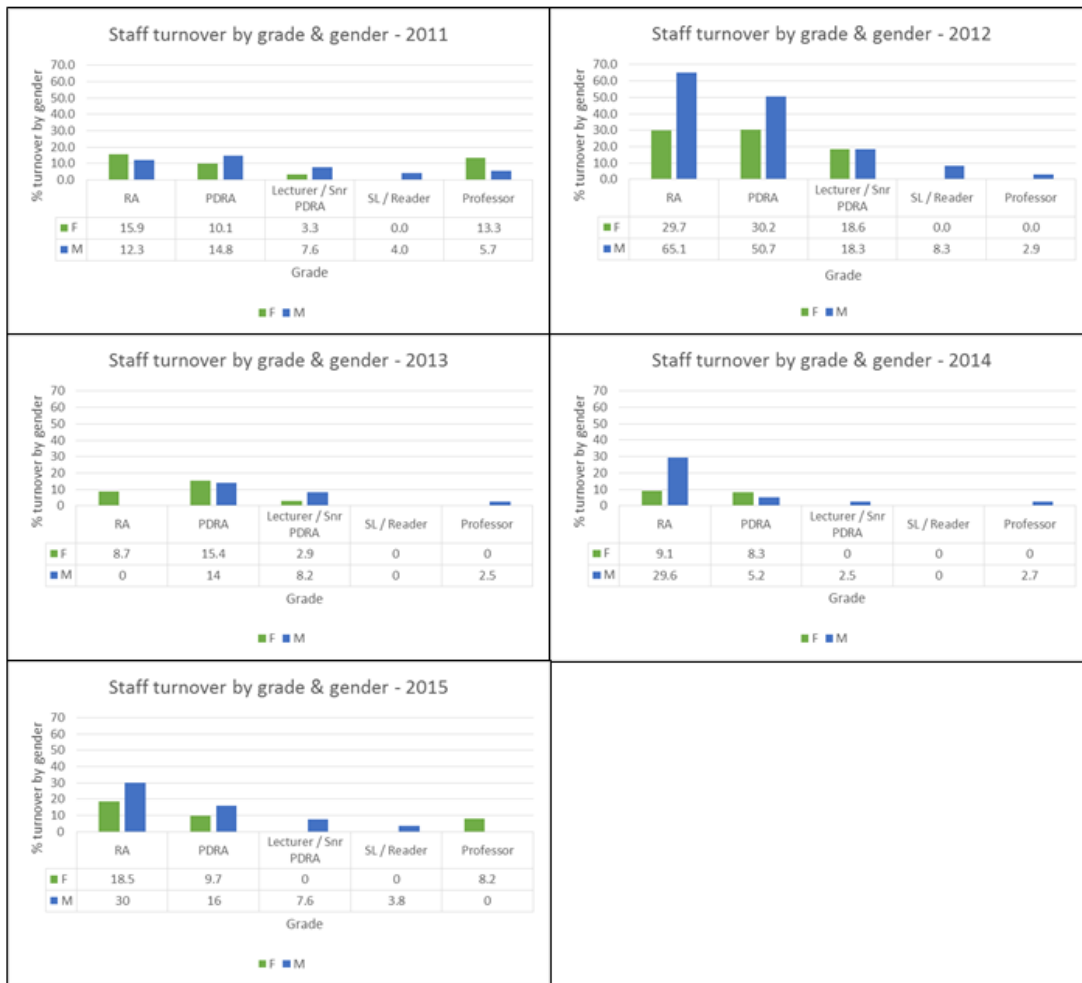 Staff turnover by grade & gender - 2011
% turnover by gender
70.0
60.0
50.0
40.0
30.0
20.0
10.0
0.0
RA PDRA Lecturer / Snr PDRA SL / Reader Professor
F 15.9 10.1 3.3 0.0 13.3
M 12.3 14.8 7.6 4.0 5.7
Grade
F M
Staff turnover by grade & gender - 2012
% turnover by gender
70.0
60.0
50.0
40.0
30.0
20.0
10.0
0.0
RA PDRA Lecturer / Snr PDRA SL / Reader Professor
F 29.7 30.2 18.6 0.0 0.0
M 65.1 50.7 18.3 8.3 2.9
Grade
F M
Staff turnover by grade & gender - 2013
% turnover by gender
70
60
50
40
30
20
10
0
RA PDRA Lecturer / Snr PDRA SL / Reader Professor
F 8.7 15.4 2.9 0 0
M 0 14 8.2 0 2.5
Grade
F M
Staff turnover by grade & gender - 2014
% turnover by gender
70
60
50
40
30
20
10
0
RA PDRA Lecturer / Snr PDRA SL / Reader Professor
F 9.1 8.3 0 0 0
M 29.6 5.2 2.5 0 2.7
Grade
F M
Staff turnover by grade & gender - 2015
% turnover by gender
70
60
50
40
30
20
10
0
RA PDRA Lecturer / Snr PDRA SL / Reader Professor
F 18.5 9.7 0 0 8.2
M 30 16 7.6 3.8 0
Grade
F M